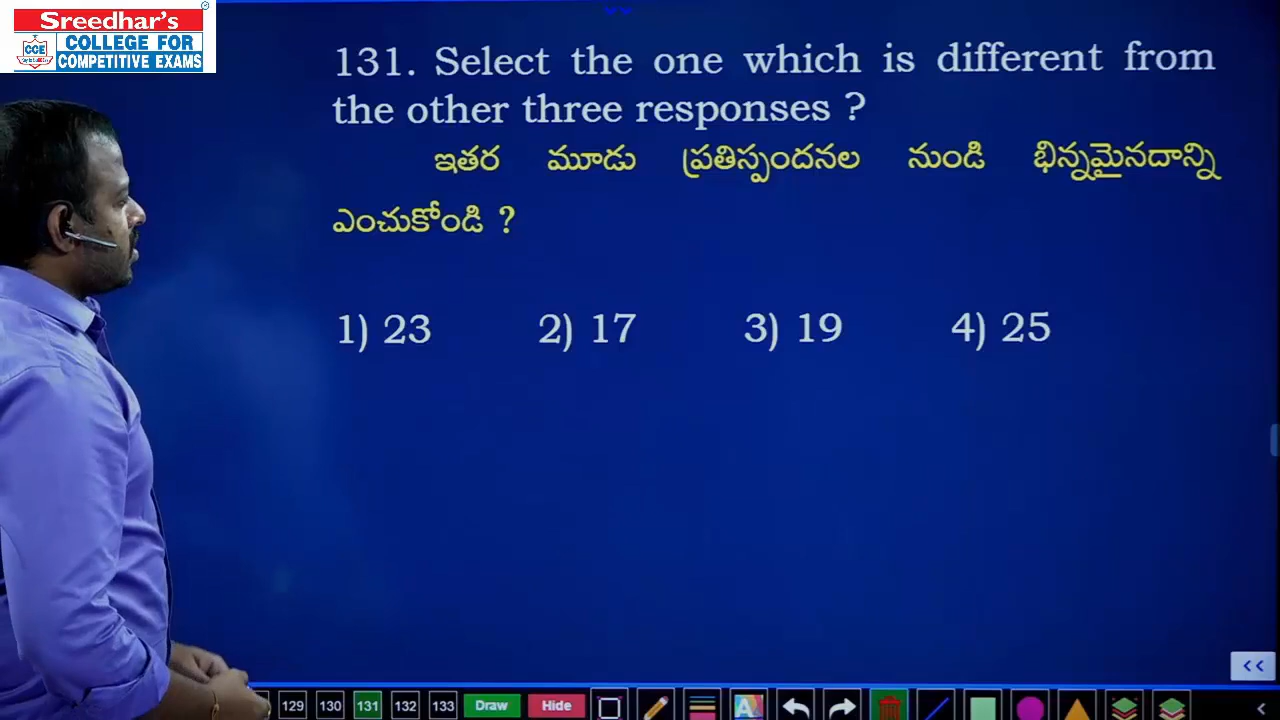 Sreedhar's
CCE
COLLEGE FOR
COMPETITIVE EXAMS
131. Select the one which is different from
the other three responses ?
ఇతర మూడు ప్రతిస్పందనల నుండి భిన్నమైనదాన్ని
ఎంచుకోండి ?
1) 23 2) 17 3) 19 4) 25
<<
129 130 131 132 133 Draw Hide A <